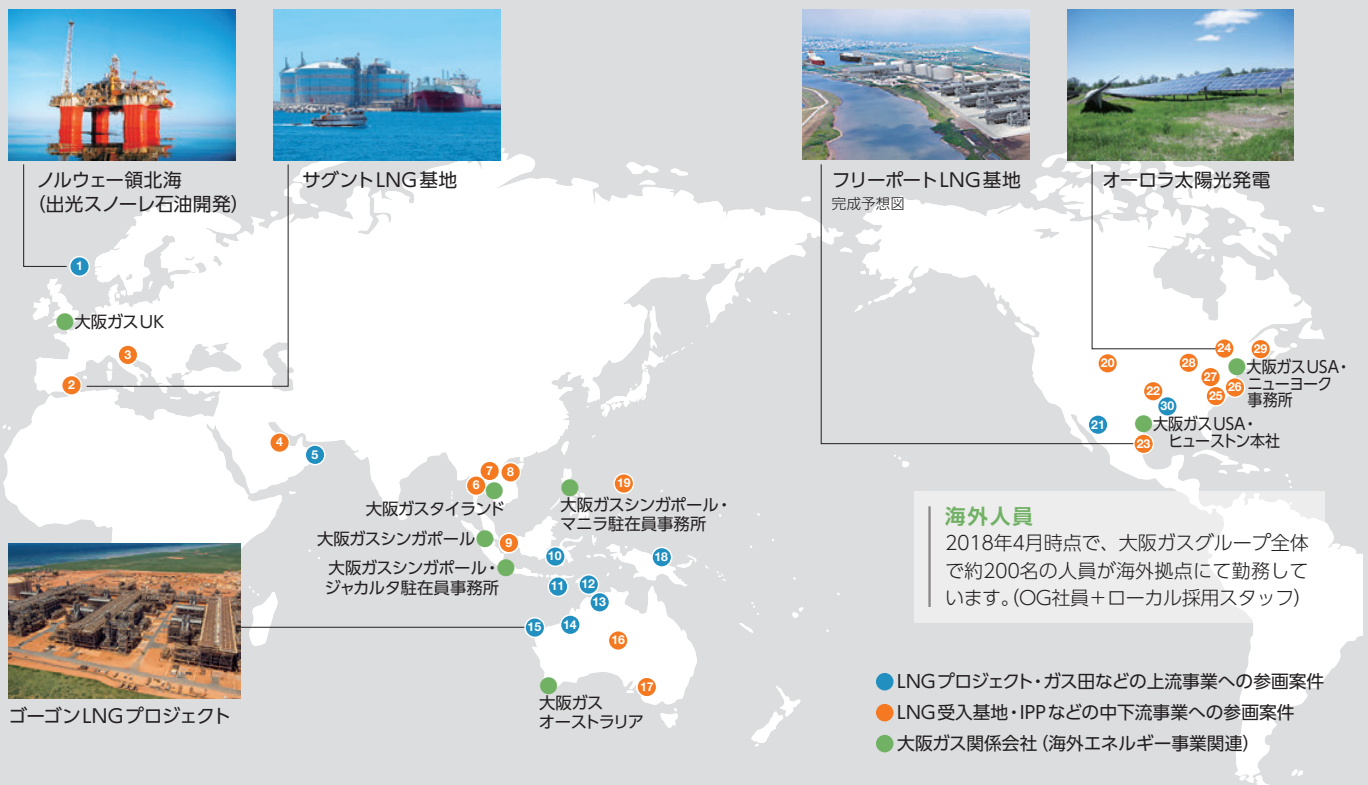 ノルウェー領北海
(出光スノーレ石油開発)
サグントLNG基地
フリーポートLNG基地
完成予想図
オーロラ太陽光発電
1
大阪ガスUK
3
2
4
5
6
7
8
大阪ガスタイランド
大阪ガスシンガポール・
マニラ駐在員事務所
19
大阪ガスシンガポール
9
大阪ガスシンガポール・
ジャカルタ駐在員事務所
10
18
11
12
13
14
15
16
17
大阪ガス
オーストラリア
ゴーゴンLNGプロジェクト
20
28
24
29
大阪ガスUSA・
ニューヨーク
事務所
27
26
22
25
30
21
大阪ガスUSA・
ヒューストン本社
23
海外人員
2018年4月時点で、大阪ガスグループ全体
で約200名の人員が海外拠点にて勤務して
います。(OG社員+ローカル採用スタッフ)
LNGプロジェクト・ガス田などの上流事業への参画案件
LNG受入基地・IPPなどの中下流事業への参画案件
大阪ガス関係会社 (海外エネルギー事業関連)